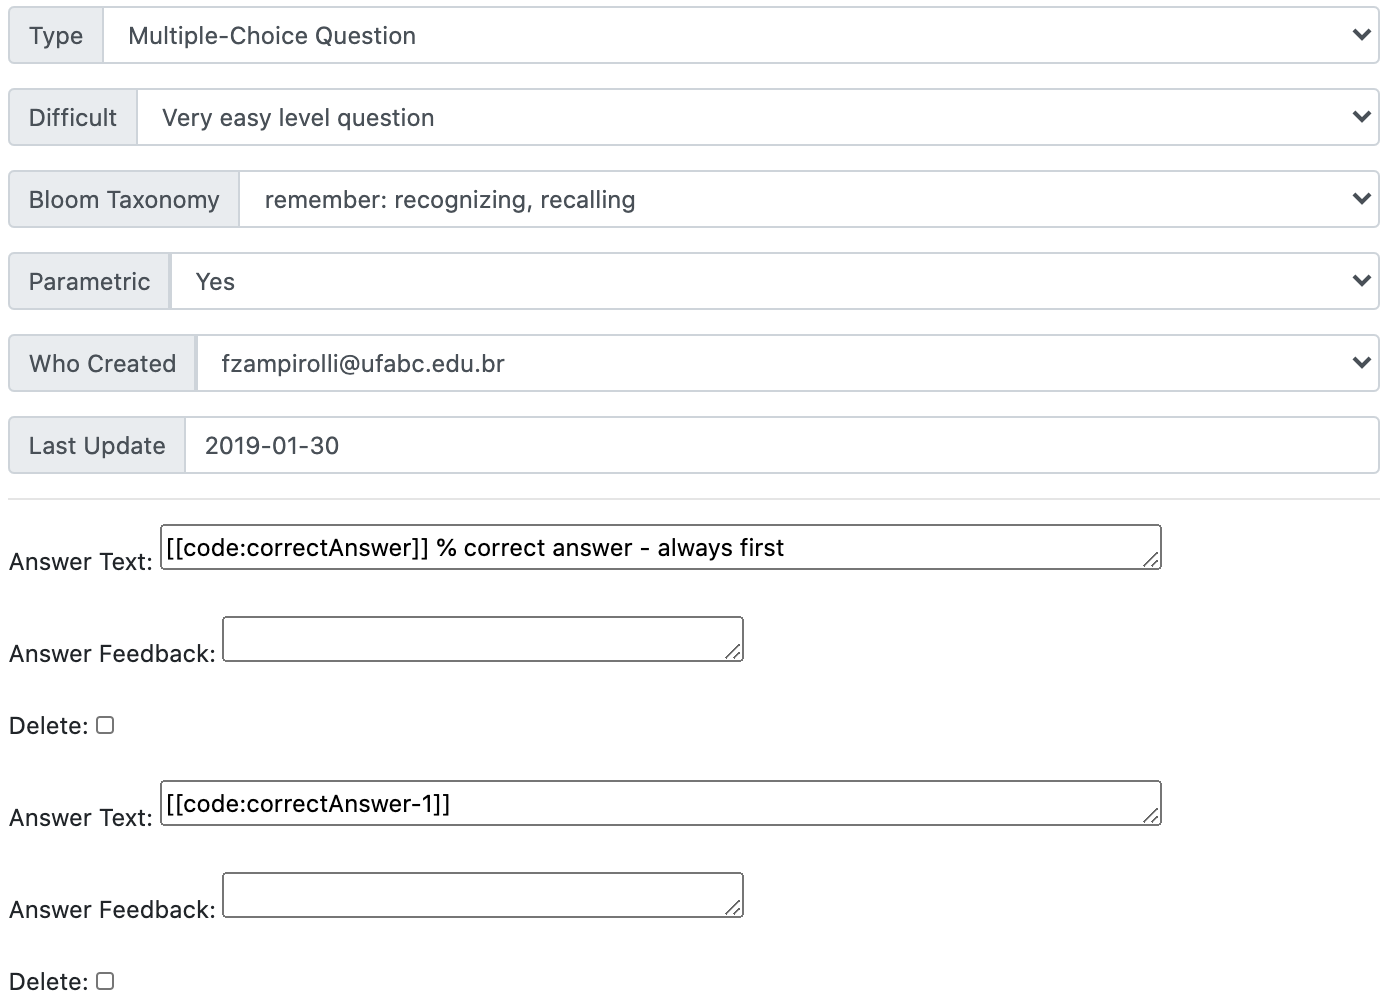 Type Multiple-Choice Question
Difficult Very easy level question
Bloom Taxonomy remember: recognizing, recalling
Parametric Yes
Who Created fzampirolli@ufabc.edu.br
Last Update 2019-01-30
Answer Text: [[code:correctAnswer]] % correct answer - always first
Answer Feedback:
Delete:
Answer Text: [[code:correctAnswer-1]]
Answer Feedback:
Delete: